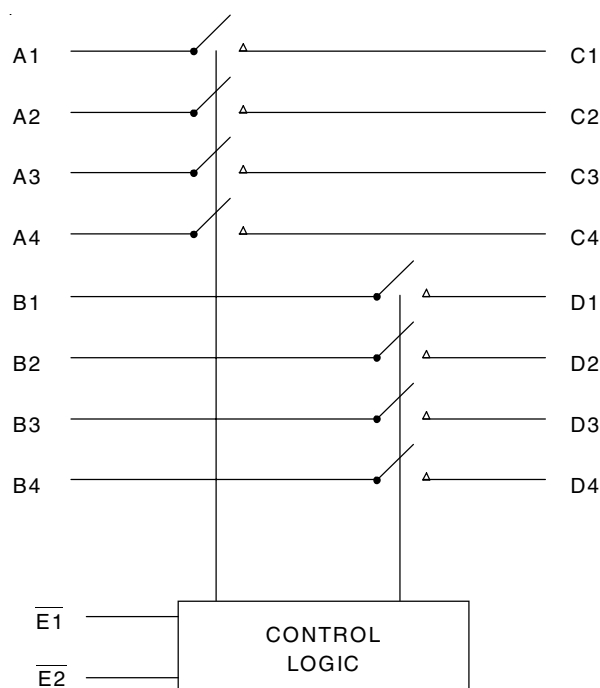 A1 C1
A2 C2
A3 C3
A4 C4
B1 D1
B2 D2
B3 D3
B4 D4
E1
E2
CONTROL
LOGIC